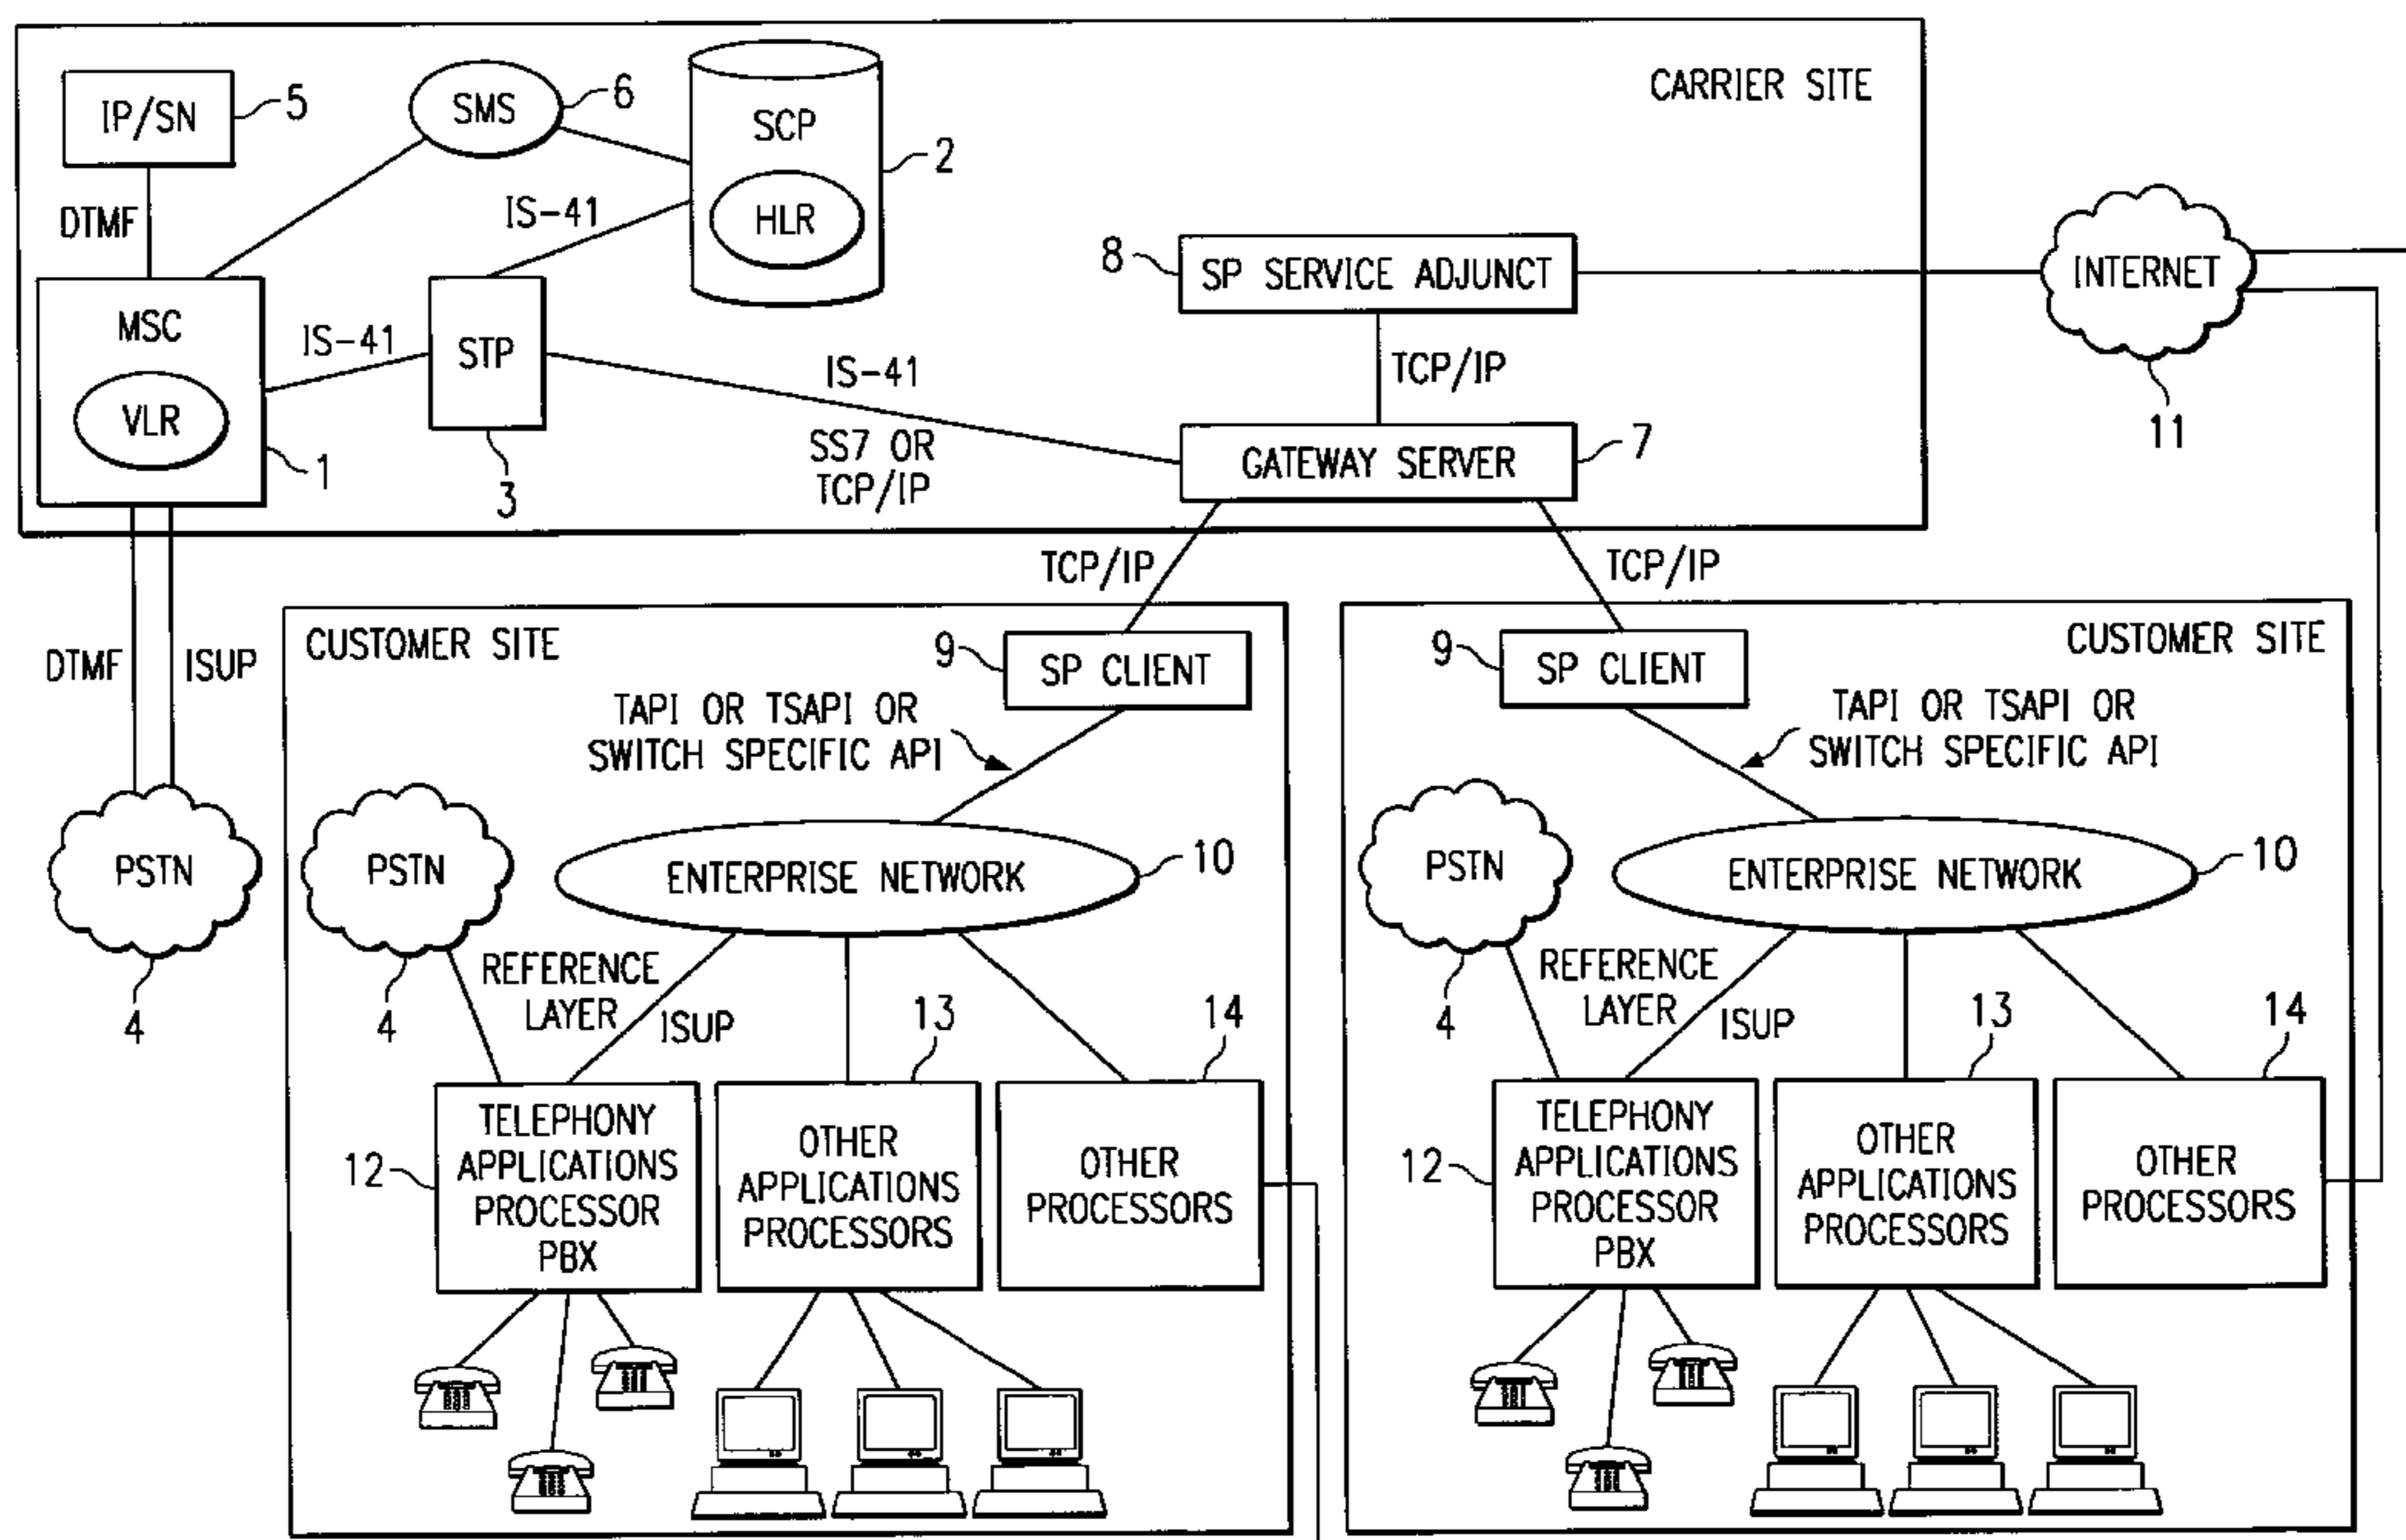 CARRIER SITE
IP/SN
5
SMS
6
SCP
HLR
2
DTMF
IS-41
MSC
VLR
1
IS-41
STP
3
IS-41
SS7 OR
TCP/IP
8
SP SERVICE ADJUNCT
TCP/IP
GATEWAY SERVER
7
INTERNET
11
DTMF
ISUP
PSTN
4
TCP/IP
TCP/IP
CUSTOMER SITE
9
SP CLIENT
TAPI OR TSAPI OR
SWITCH SPECIFIC API
PSTN
4
ENTERPRISE NETWORK
10
REFERENCE
LAYER
ISUP
13
14
12
TELEPHONY
APPLICATIONS
PROCESSOR
PBX
OTHER
APPLICATIONS
PROCESSORS
OTHER
PROCESSORS
CUSTOMER SITE
9
SP CLIENT
TAPI OR TSAPI OR
SWITCH SPECIFIC API
PSTN
4
ENTERPRISE NETWORK
10
REFERENCE
LAYER
ISUP
13
14
12
TELEPHONY
APPLICATIONS
PROCESSOR
PBX
OTHER
APPLICATIONS
PROCESSORS
OTHER
PROCESSORS